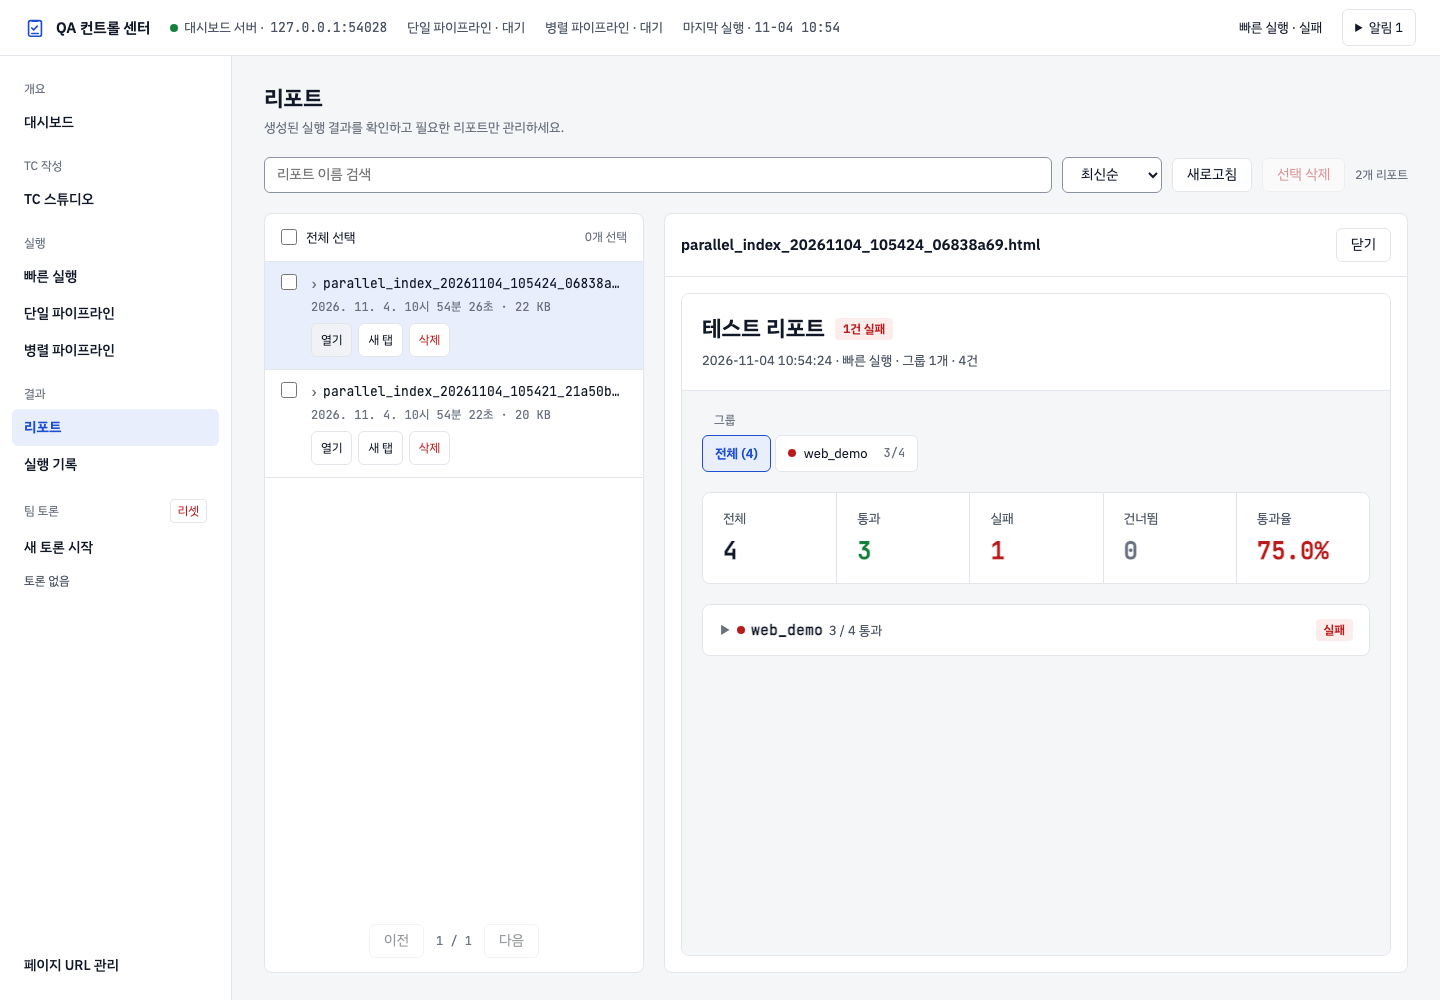 QA 컨트롤 센터
대시보드 서버 · 127.0.0.1:54028
단일 파이프라인 · 대기
병렬 파이프라인 · 대기
마지막 실행 · 11-04 10:54
빠른 실행 · 실패
▶ 알림 1
개요
대시보드
TC 작성
TC 스튜디오
실행
빠른 실행
단일 파이프라인
병렬 파이프라인
결과
리포트
실행 기록
팀 토론
리셋
새 토론 시작
토론 없음
페이지 URL 관리
리포트
생성된 실행 결과를 확인하고 필요한 리포트만 관리하세요.
리포트 이름 검색
최신순
새로고침
선택 삭제
2개 리포트
전체 선택
0개 선택
› parallel_index_20261104_105424_06838a…
2026. 11. 4. 10시 54분 26초 · 22 KB
열기
새 탭
삭제
› parallel_index_20261104_105421_21a50b…
2026. 11. 4. 10시 54분 22초 · 20 KB
열기
새 탭
삭제
이전
1 / 1
다음
parallel_index_20261104_105424_06838a69.html
닫기
테스트 리포트
1건 실패
2026-11-04 10:54:24 · 빠른 실행 · 그룹 1개 · 4건
그룹
전체 (4)
web_demo 3/4
전체
4
통과
3
실패
1
건너뜀
0
통과율
75.0%
▶ web_demo 3 / 4 통과
실패